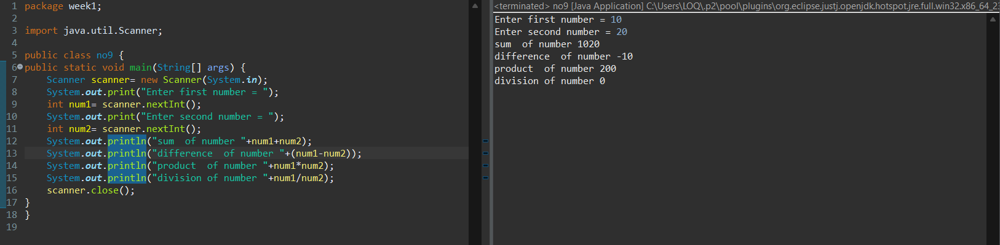 1 package week1;
2
3 import java.util.Scanner;
4
5 public class no9 {
6 public static void main(String[] args) {
7 Scanner scanner= new Scanner(System.in);
8 System.out.print("Enter first number = ");
9 int num1= scanner.nextInt();
10 System.out.print("Enter second number = ");
11 int num2= scanner.nextInt();
12 System.out.println("sum  of number "+num1+num2);
13 System.out.println("difference  of number "+(num1-num2));
14 System.out.println("product  of number "+num1*num2);
15 System.out.println("division of number "+num1/num2);
16 scanner.close();
17 }
18 }
19
<terminated> no9 [Java Application] C:\Users\LOQ\.p2\pool\plugins\org.eclipse.justj.openjdk.hotspot.jre.full.win32.x86_64_23
Enter first number = 10
Enter second number = 20
sum  of number 1020
difference  of number -10
product  of number 200
division of number 0